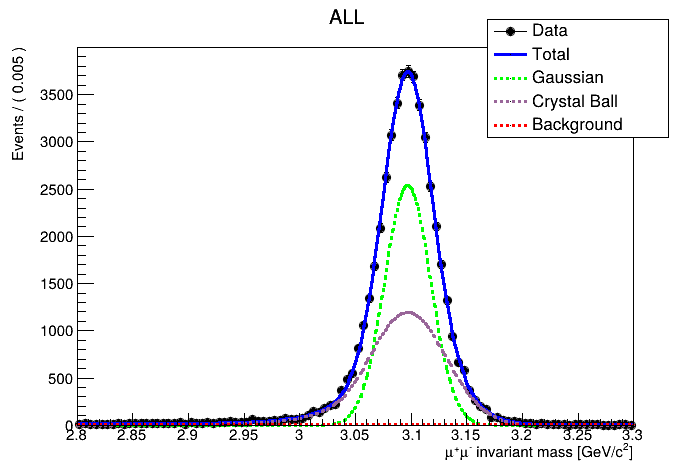 ALL
Data
Total
Gaussian
Crystal Ball
Background
Events / ( 0.005 )
3500
3000
2500
2000
1500
1000
500
0
2.8 2.85 2.9 2.95 3 3.05 3.1 3.15 3.2 3.25 3.3
μ⁺μ⁻ invariant mass [GeV/c²]